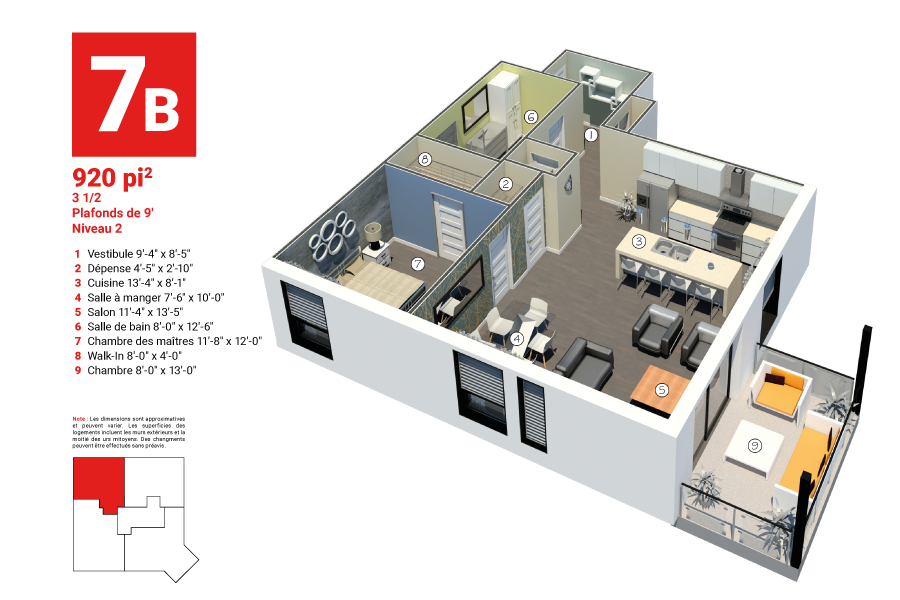 7B
920 pi²
3 1/2
Plafonds de 9'
Niveau 2
1 Vestibule 9'-4" x 8'-5"
2 Dépense 4'-5" x 2'-10"
3 Cuisine 13'-4" x 8'-1"
4 Salle à manger 7'-6" x 10'-0"
5 Salon 11'-4" x 13'-5"
6 Salle de bain 8'-0" x 12'-6"
7 Chambre des maîtres 11'-8" x 12'-0"
8 Walk-In 8'-0" x 4'-0"
9 Chambre 8'-0" x 13'-0"
Note : Les dimensions sont approximatives
et peuvent varier. Les superficies des
logements incluent les murs extérieurs et la
moitié des urs mitoyens. Des changments
peuvent être effectués sans préavis.
6
1
8
2
7
3
4
5
9